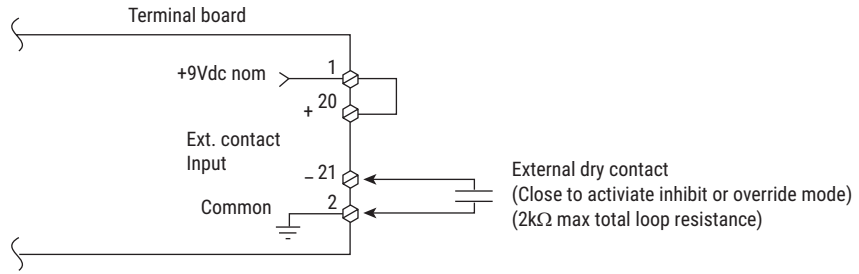 Terminal board
+9Vdc nom
1
+ 20
Ext. contact
Input
– 21
Common
2
External dry contact
(Close to activiate inhibit or override mode)
(2kΩ max total loop resistance)